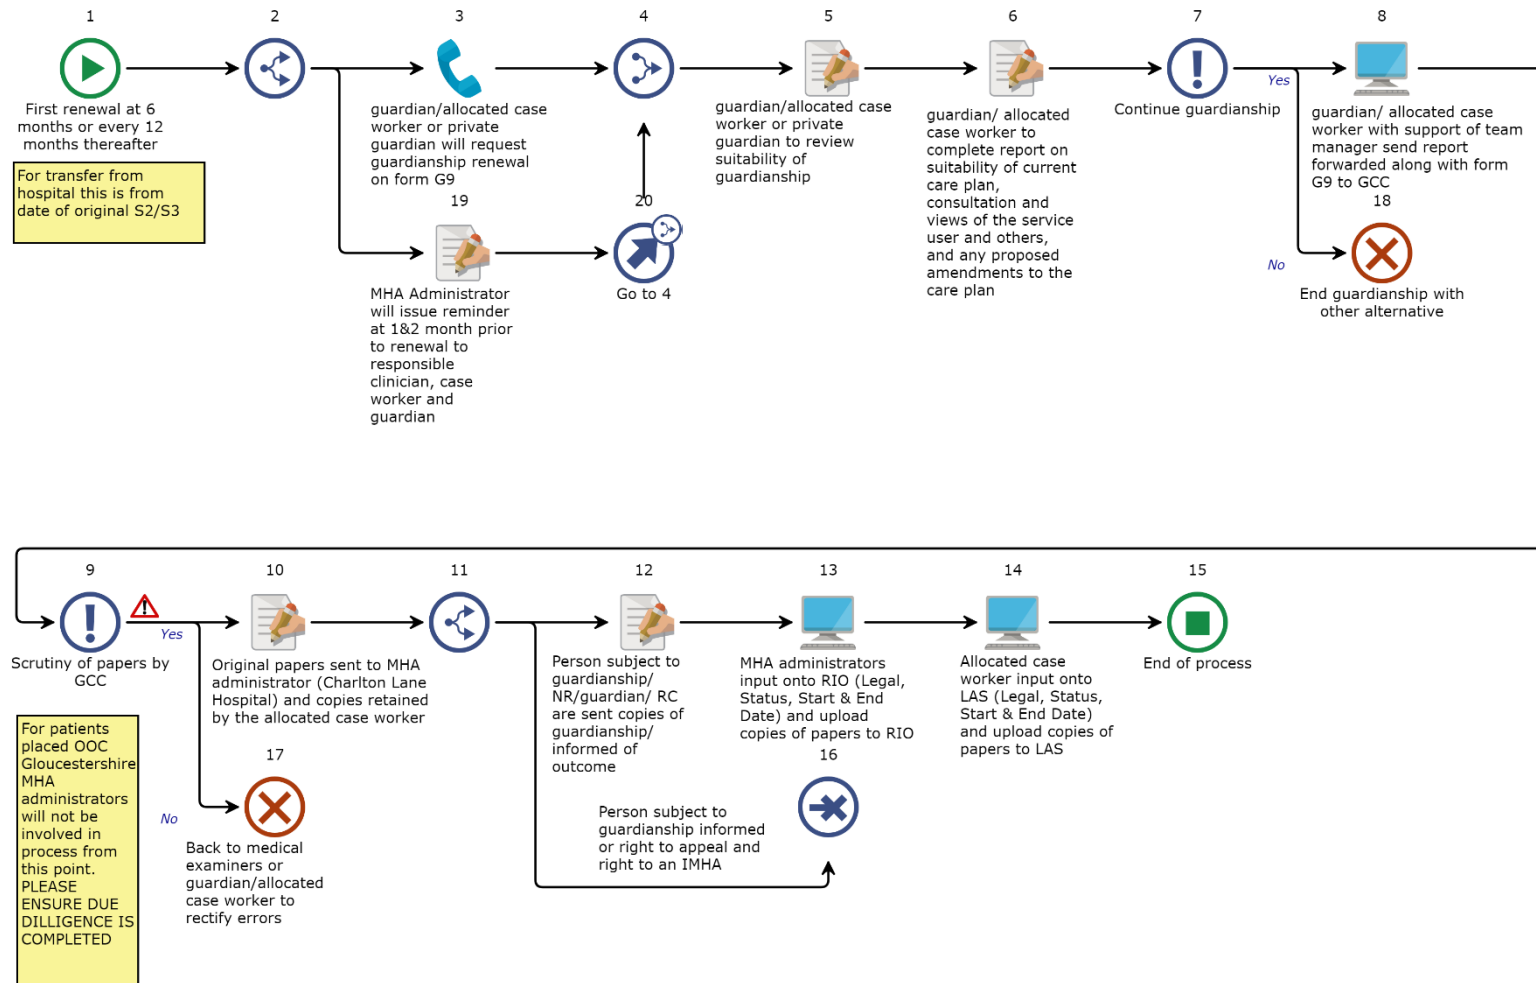 1
2
3
4
5
6
7
8
First renewal at 6
months or every 12
months thereafter
For transfer from
hospital this is from
date of original S2/S3
guardian/allocated case
worker or private
guardian will request
guardianship renewal
on form G9
guardian/allocated case
worker or private
guardian to review
suitability of
guardianship
guardian/ allocated
case worker to
complete report on
suitability of current
care plan,
consultation and
views of the service
user and others,
and any proposed
amendments to the
care plan
Continue guardianship
Yes
No
guardian/ allocated case
worker with support of team
manager send report
forwarded along with form
G9 to GCC
18
End guardianship with
other alternative
19
MHA Administrator
will issue reminder
at 1&2 month prior
to renewal to
responsible
clinician, case
worker and
guardian
20
Go to 4
9
10
11
12
13
14
15
Scrutiny of papers by
GCC
Yes
No
For patients
placed OOC
Gloucestershire
MHA
administrators
will not be
involved in
process from
this point.
PLEASE
ENSURE DUE
DILLIGENCE IS
COMPLETED
Original papers sent to MHA
administrator (Charlton Lane
Hospital) and copies retained
by the allocated case worker
17
Back to medical
examiners or
guardian/allocated
case worker to
rectify errors
Person subject to
guardianship/
NR/guardian/ RC
are sent copies of
guardianship/
informed of
outcome
MHA administrators
input onto RIO (Legal,
Status, Start & End
Date) and upload
copies of papers to RIO
16
Person subject to
guardianship informed
or right to appeal and
right to an IMHA
Allocated case
worker input onto
LAS (Legal, Status,
Start & End Date)
and upload copies of
papers to LAS
End of process